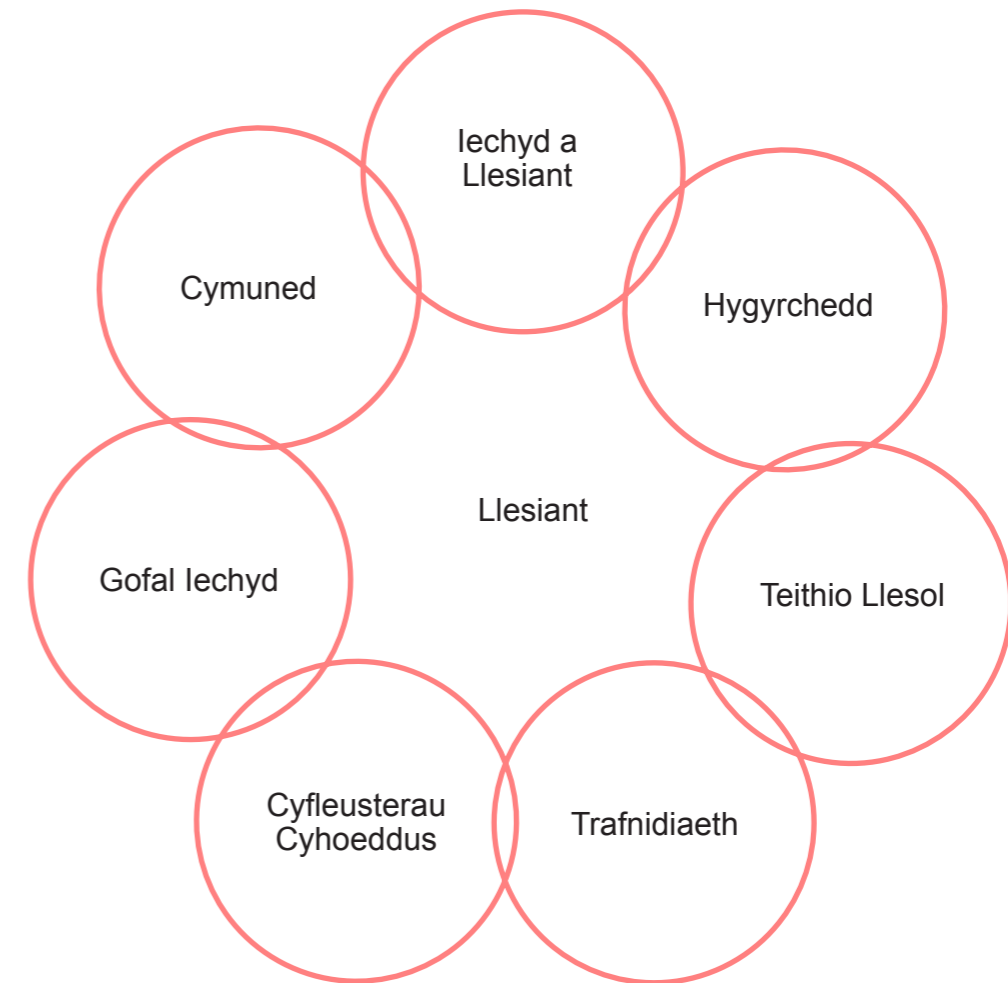 Iechyd a
Llesiant
Cymuned
Hygyrchedd
Llesiant
Gofal Iechyd
Teithio Llesol
Cyfleusterau
Cyhoeddus
Trafnidiaeth